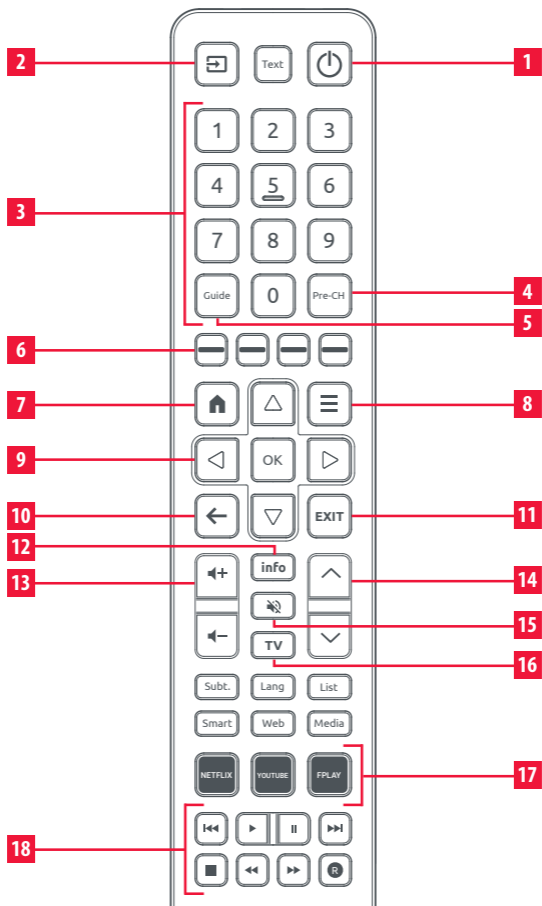 2 Text 1
1 2 3
4 5 6
3
7 8 9
Guide 0 Pre-CH 4
5
6
7 8
9 OK
10 EXIT 11
12
info
13 + 14
15
- TV 16
Subt. Lang List
Smart Web Media
NETFLIX YOUTUBE FPLAY 17
18
R